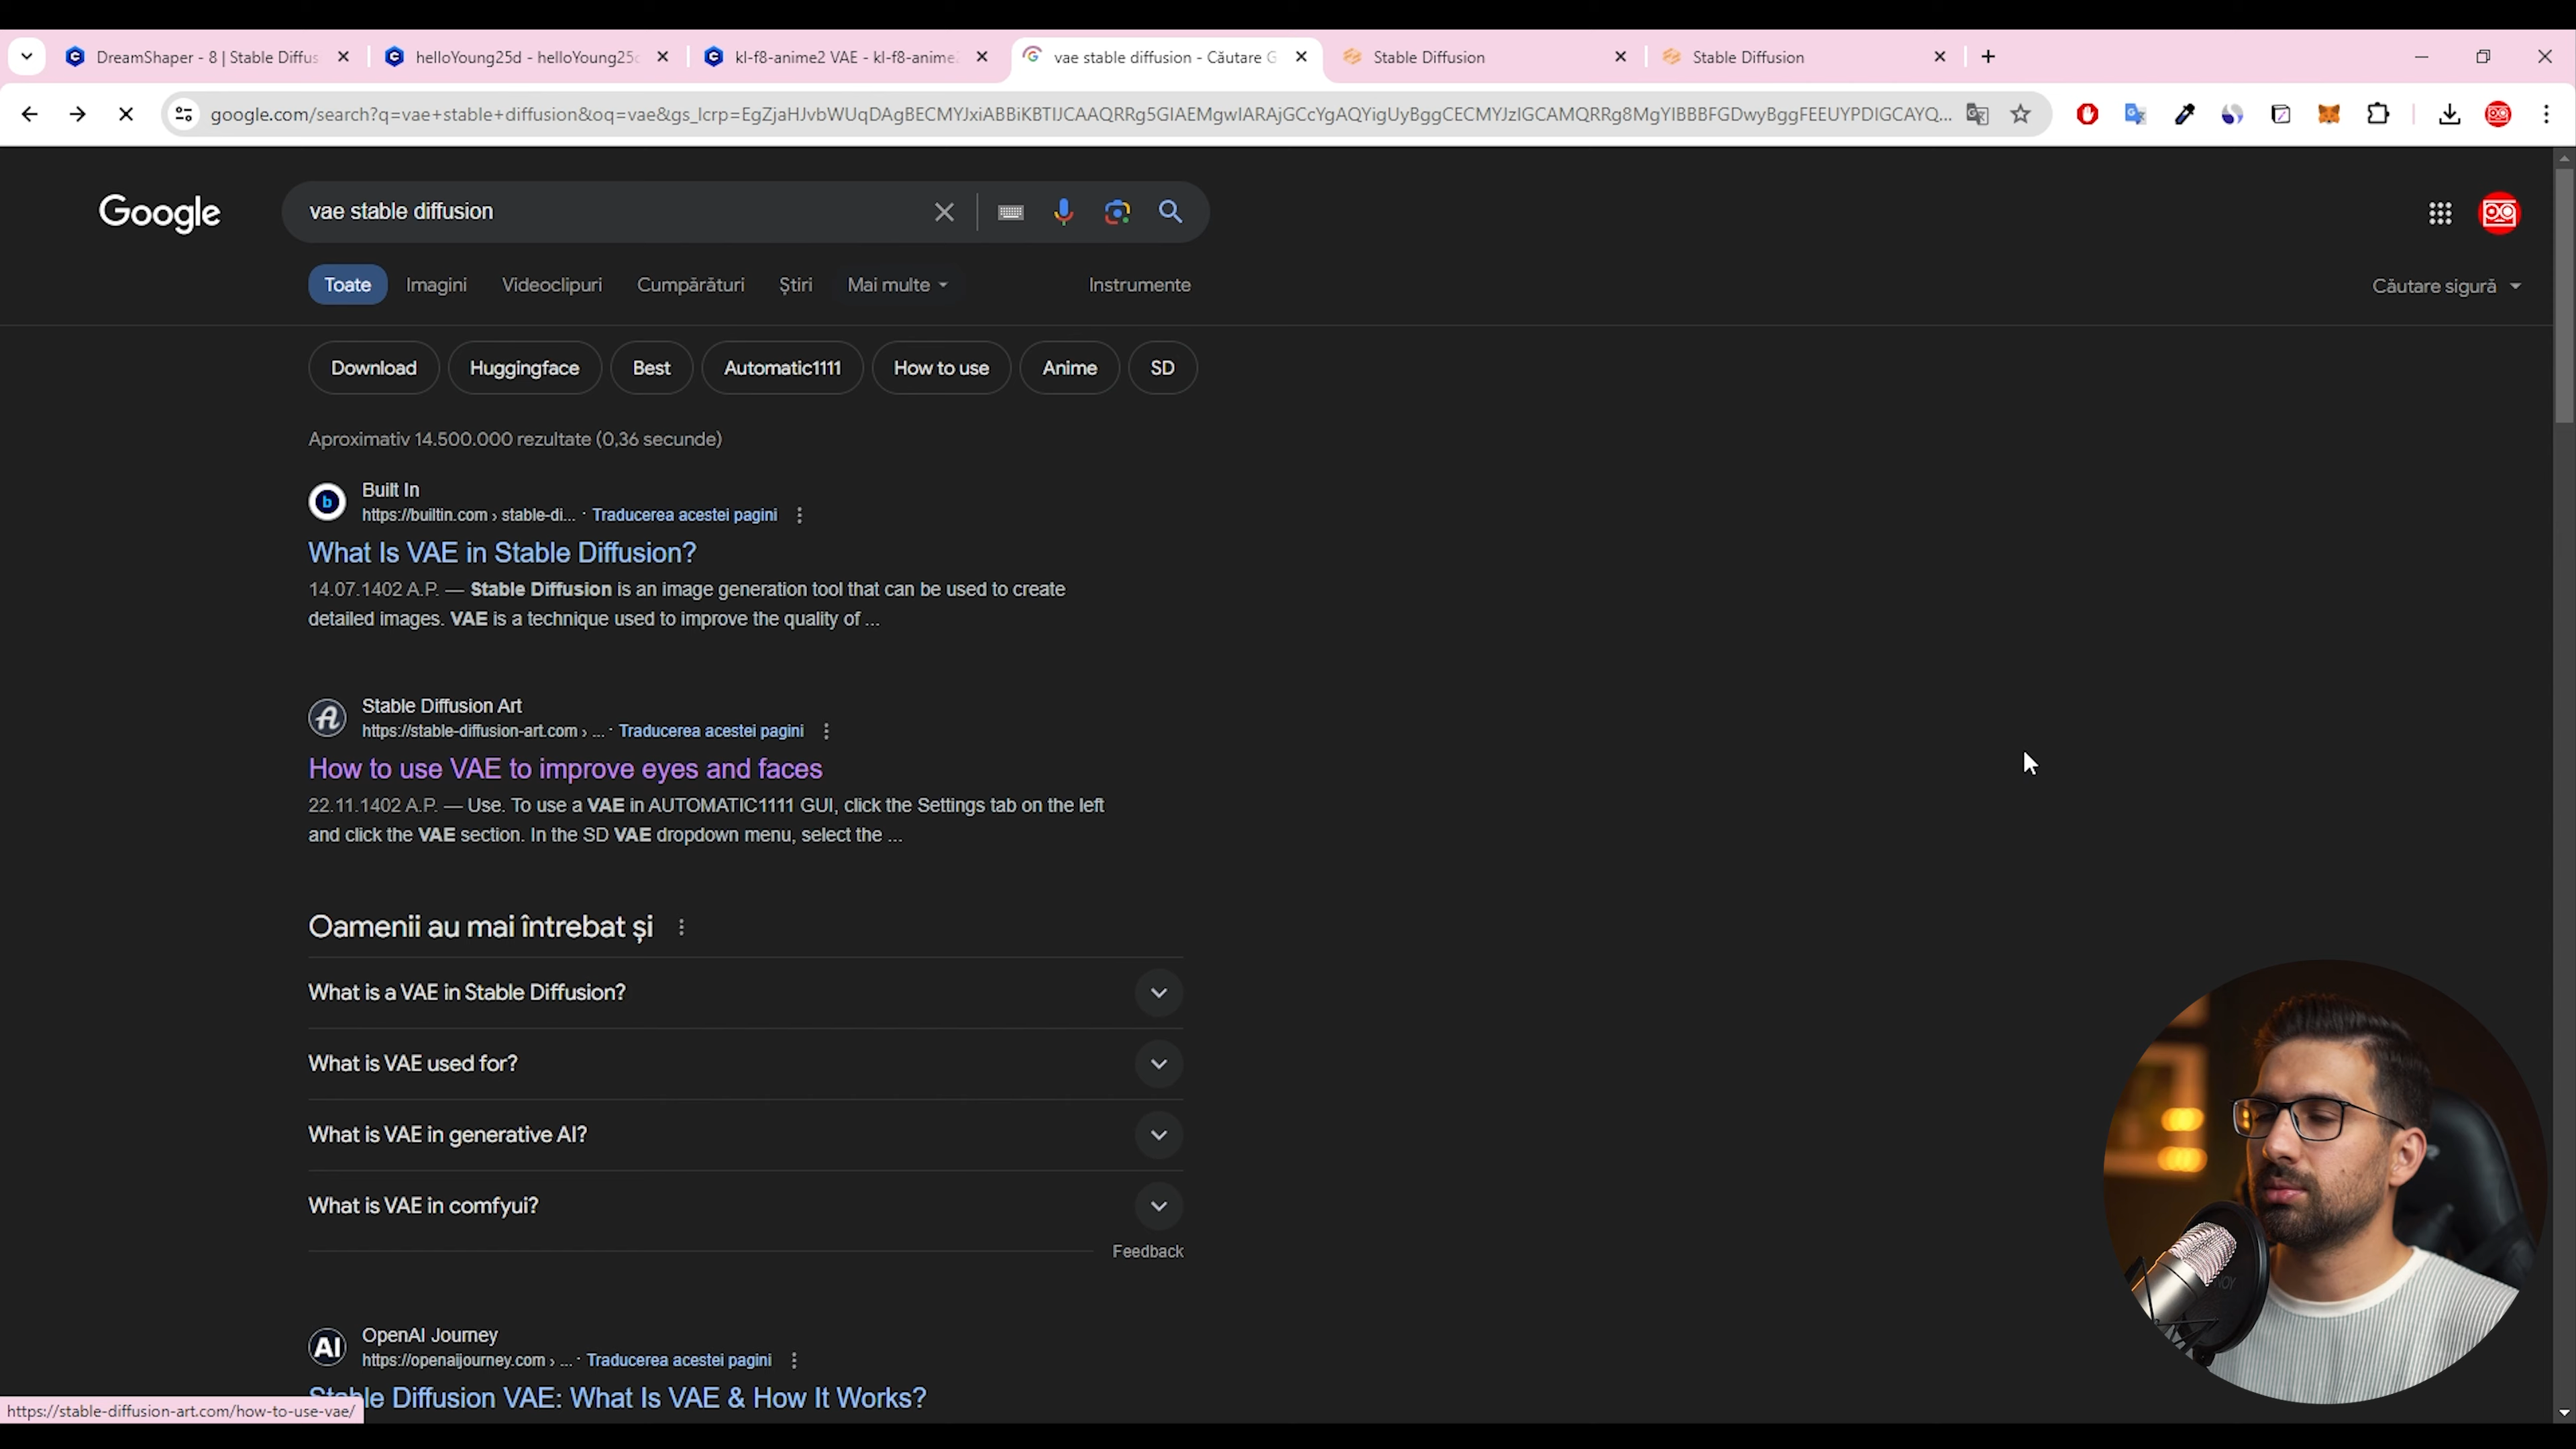 DreamShaper - 8 | Stable Diffus
helloYoung25d - helloYoung25d
kl-f8-anime2 VAE - kl-f8-anime2
vae stable diffusion - Căutare G
Stable Diffusion
Stable Diffusion
google.com/search?q=vae+stable+diffusion&oq=vae&gs_lcrp=EgZjaHJvbWUqDAgBECMYJxiABBiKBTIJCAAQRRg5GIAEMgwIARAjGCcYgAQYigUyBggCECMYJzIGCAMQRRg8MgYIBBBFGDwyBggFEEUYPDIGCAYQ...
Google
vae stable diffusion
Toate
Imagini
Videoclipuri
Cumpărături
Știri
Mai multe
Instrumente
Căutare sigură
Download
Huggingface
Best
Automatic1111
How to use
Anime
SD
Aproximativ 14.500.000 rezultate (0,36 secunde)
b
Built In
https://builtin.com › stable-di... · Traducerea acestei pagini
What Is VAE in Stable Diffusion?
14.07.1402 A.P. — Stable Diffusion is an image generation tool that can be used to create
detailed images. VAE is a technique used to improve the quality of ...
Stable Diffusion Art
https://stable-diffusion-art.com › ... · Traducerea acestei pagini
How to use VAE to improve eyes and faces
22.11.1402 A.P. — Use. To use a VAE in AUTOMATIC1111 GUI, click the Settings tab on the left
and click the VAE section. In the SD VAE dropdown menu, select the ...
Oamenii au mai întrebat și
What is a VAE in Stable Diffusion?
What is VAE used for?
What is VAE in generative AI?
What is VAE in comfyui?
Feedback
AI
OpenAI Journey
https://openaijourney.com › ... · Traducerea acestei pagini
Stable Diffusion VAE: What Is VAE & How It Works?
https://stable-diffusion-art.com/how-to-use-vae/